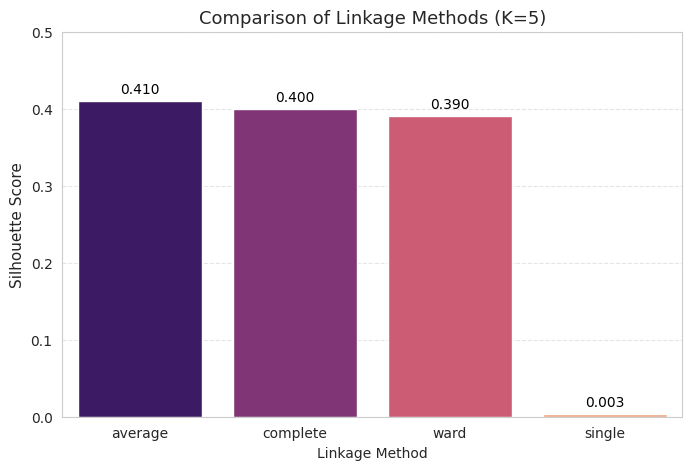 Comparison of Linkage Methods (K=5)
Silhouette Score
0.5
0.4
0.3
0.2
0.1
0.0
0.410
0.400
0.390
0.003
average complete ward single
Linkage Method